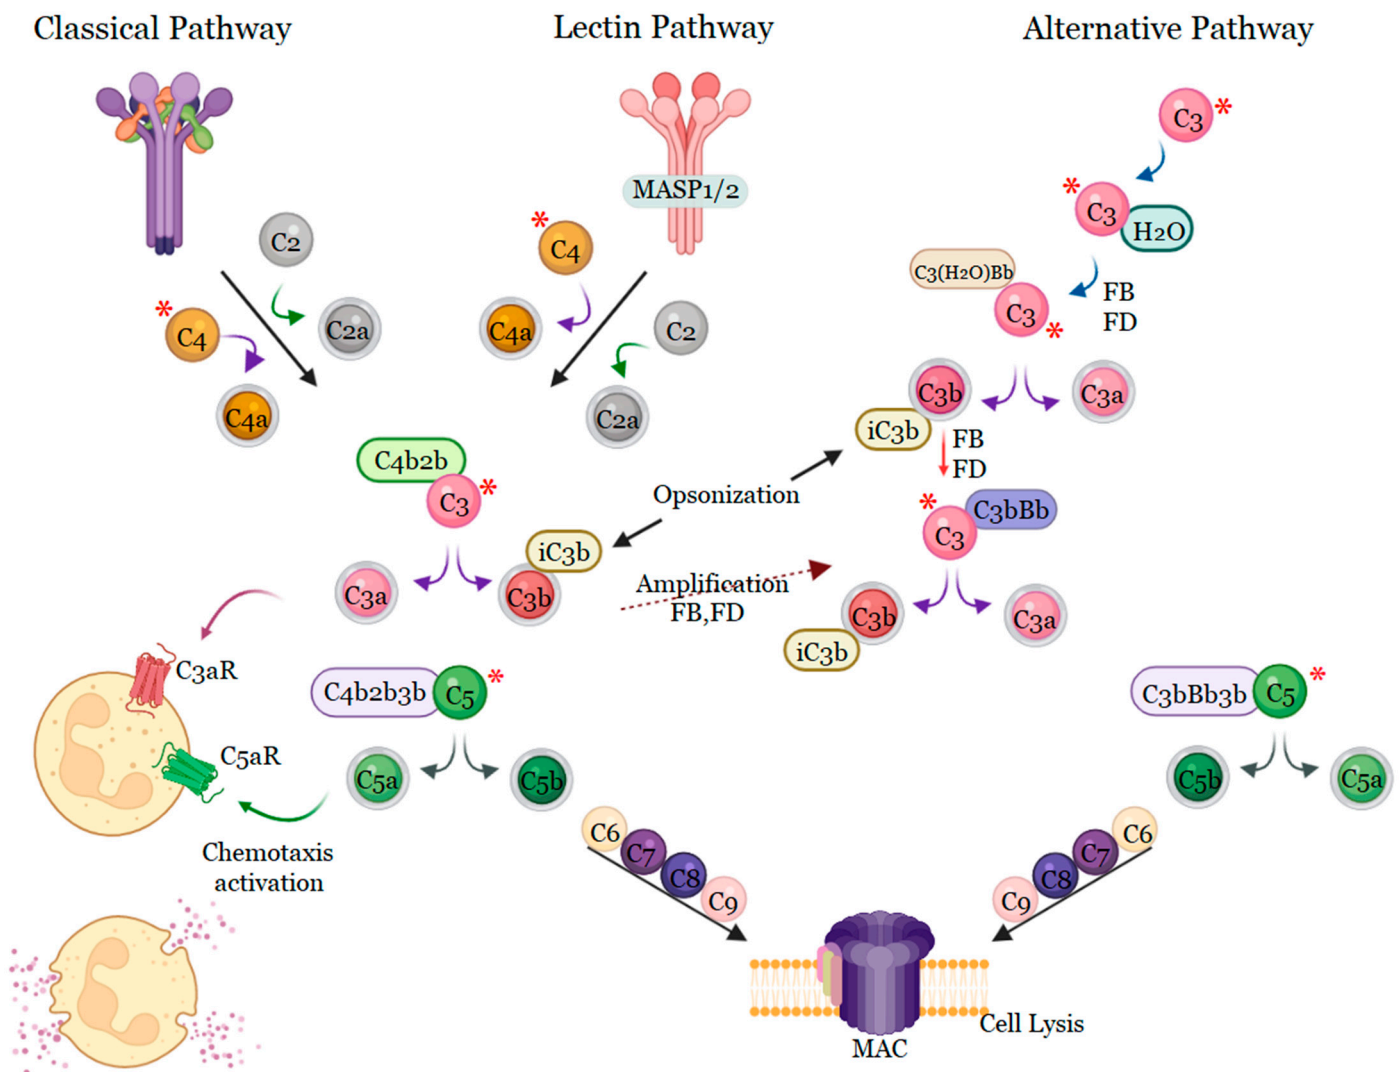 Classical Pathway
Lectin Pathway
Alternative Pathway
C3
*
MASP1/2
*
C3
H2O
C2
*
C4
C3(H2O)Bb
FB
FD
C3
*
*
C4
C2a
C4a
C2
C4a
C2a
C3b
C3a
iC3b
FB
FD
C4b2b
C3
*
Opsonization
*
C3bBb
C3
iC3b
C3a
C3b
Amplification
FB,FD
C3b
C3a
iC3b
C3aR
C4b2b3b
C5
*
C3bBb3b
C5
*
C5aR
C5a
C5b
C5b
C5a
Chemotaxis
activation
C6
C7
C8
C9
C6
C7
C8
C9
Cell Lysis
MAC